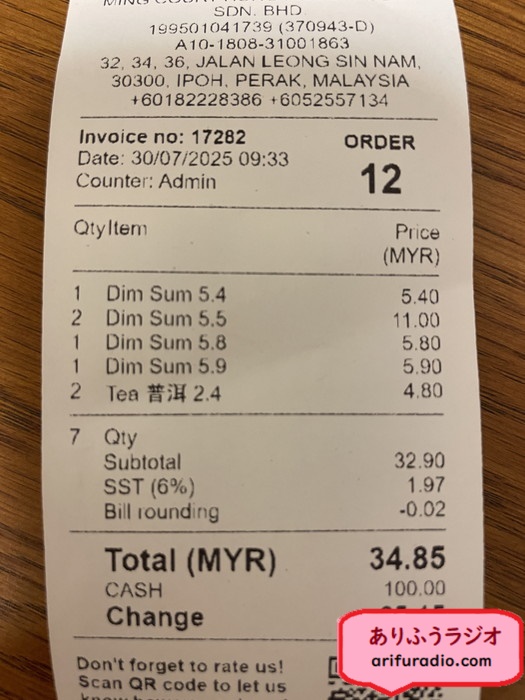 SDN. BHD
199501041739 (370943-D)
A10-1808-31001863
32, 34, 36, JALAN LEONG SIN NAM,
30300, IPOH, PERAK, MALAYSIA
+60182228386 +6052557134
Invoice no: 17282
ORDER
Date: 30/07/2025 09:33
Counter: Admin
12
Qty Item Price
(MYR)
1 Dim Sum 5.4 5.40
2 Dim Sum 5.5 11.00
1 Dim Sum 5.8 5.80
1 Dim Sum 5.9 5.90
2 Tea 普洱 2.4 4.80
7 Qty
Subtotal 32.90
SST (6%) 1.97
Bill rounding -0.02
Total (MYR) 34.85
CASH 100.00
Change
ありふうラジオ
arifuradio.com
Don't forget to rate us!
Scan QR code to let us
know how